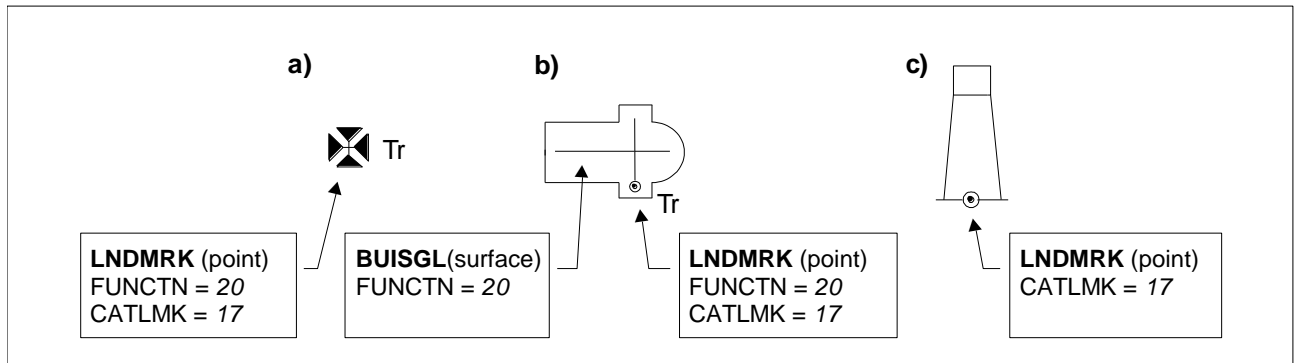 a)
b)
c)
Tr
Tr
LNDMRK (point)
FUNCTN = 20
CATLMK = 17
BUISGL(surface)
FUNCTN = 20
LNDMRK (point)
FUNCTN = 20
CATLMK = 17
LNDMRK (point)
CATLMK = 17